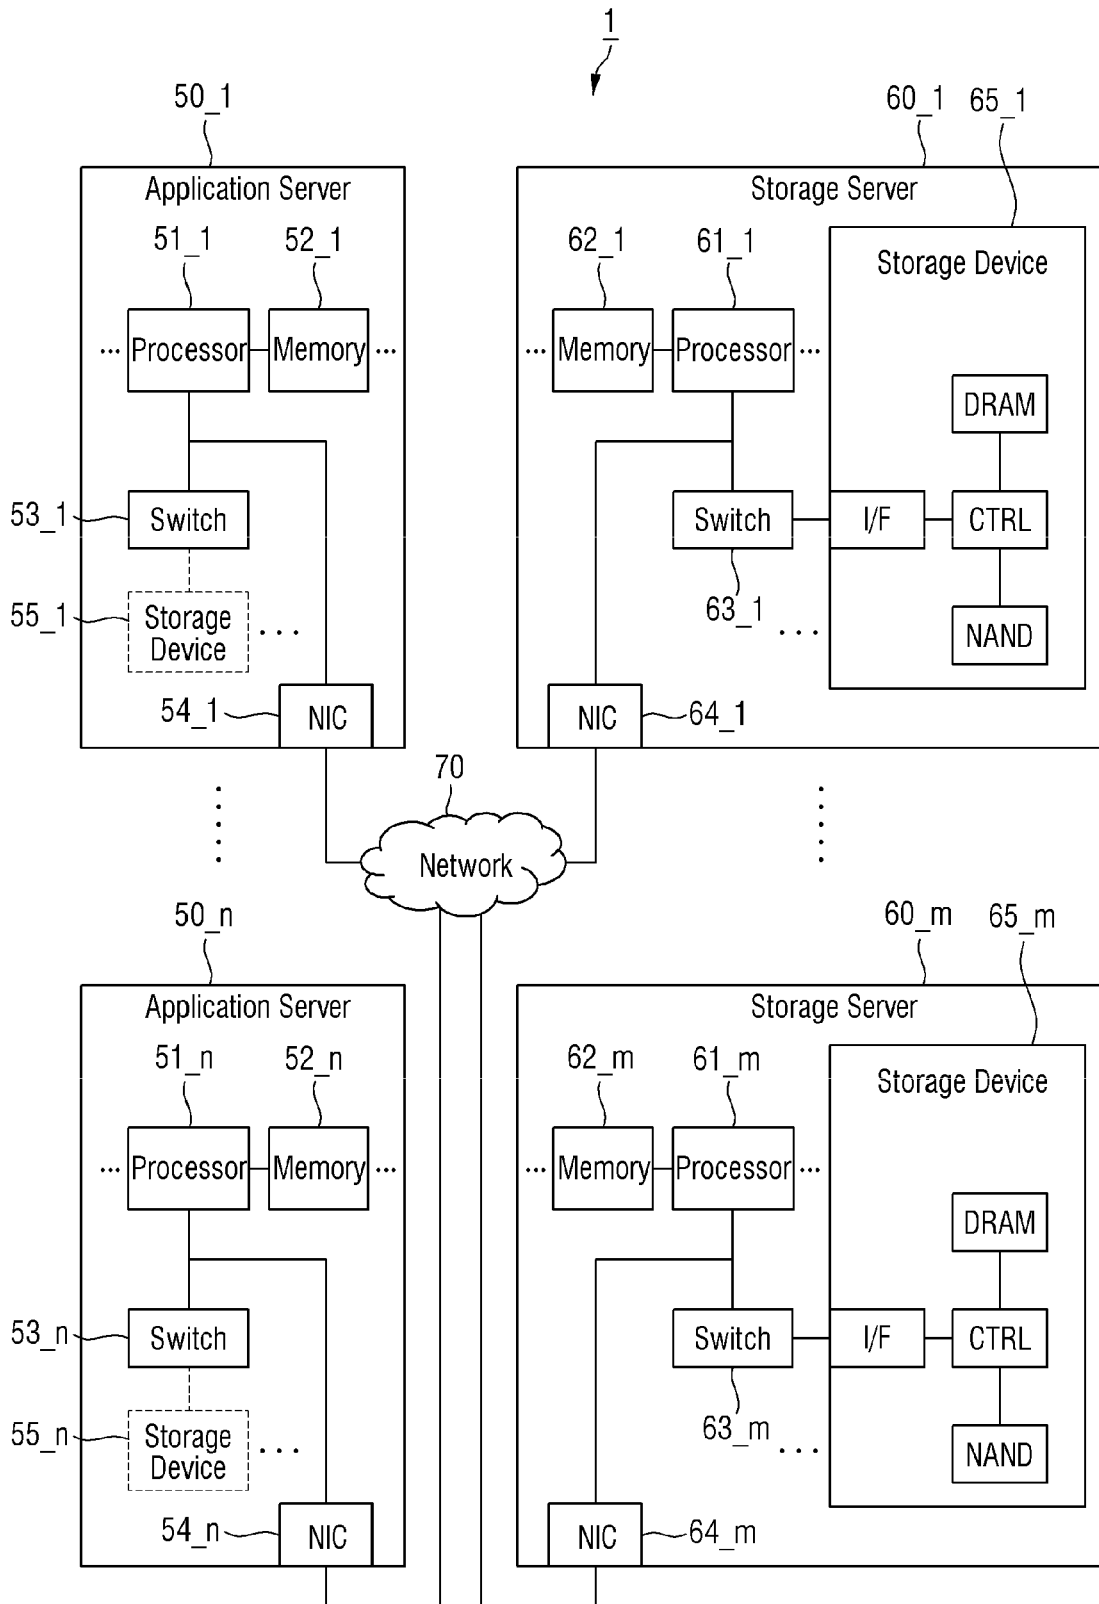 1
50_1
60_1 65_1
Application Server
Storage Server
51_1 52_1
62_1 61_1
Storage Device
... Processor Memory ...
... Memory Processor ...
DRAM
53_1 Switch
Switch I/F CTRL
55_1 Storage Device ...
63_1 ...
NAND
54_1 NIC
NIC 64_1
70
Network
50_n
60_m 65_m
Application Server
Storage Server
51_n 52_n
62_m 61_m
Storage Device
... Processor Memory ...
... Memory Processor ...
DRAM
53_n Switch
Switch I/F CTRL
55_n Storage Device ...
63_m ...
NAND
54_n NIC
NIC 64_m